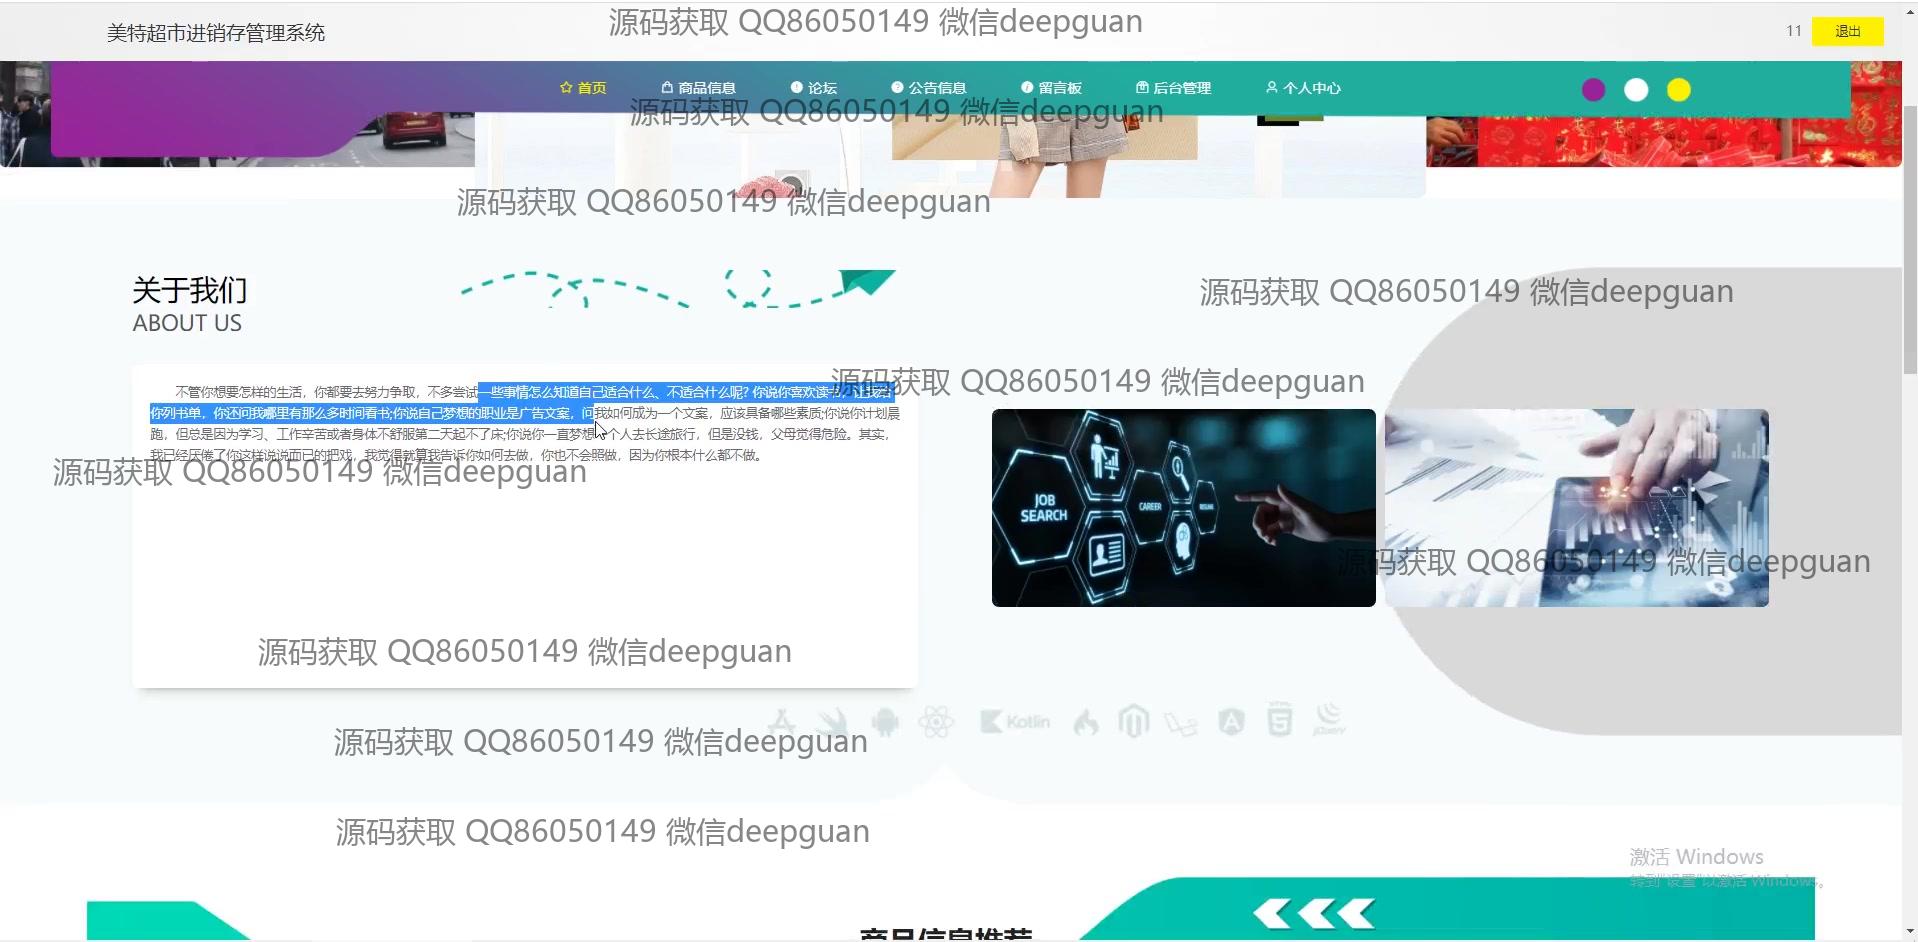 源码获取 QQ86050149 微信deepguan
美特超市进销存管理系统
11
退出
首页
商品信息
论坛
公告信息
留言板
后台管理
个人中心
源码获取 QQ86050149 微信deepguan
源码获取 QQ86050149 微信deepguan
关于我们
ABOUT US
源码获取 QQ86050149 微信deepguan
源码获取 QQ86050149 微信deepguan
不管你想要怎样的生活，你都要去努力争取，不多尝试一些事情怎么知道自己适合什么、不适合什么呢? 你说你喜欢读书，让我给
你列书单，你还问我哪里有那么多时间看书;你说自己梦想的职业是广告文案，问我如何成为一个文案，应该具备哪些素质;你说你计划晨
跑，但总是因为学习、工作辛苦或者身体不舒服第二天起不了床;你说你一直梦想一个人去长途旅行，但是没钱，父母觉得危险。其实，
我已经厌倦了你这样说说而已的把戏，我觉得就算我告诉你如何去做，你也不会照做，因为你根本什么都不做。
源码获取 QQ86050149 微信deepguan
JOB
SEARCH
CAREER
RESUME
源码获取 QQ86050149 微信deepguan
源码获取 QQ86050149 微信deepguan
Kotlin
HTML
5
jQuery
源码获取 QQ86050149 微信deepguan
源码获取 QQ86050149 微信deepguan
激活 Windows
转到"设置"以激活 Windows。
商品信息推荐